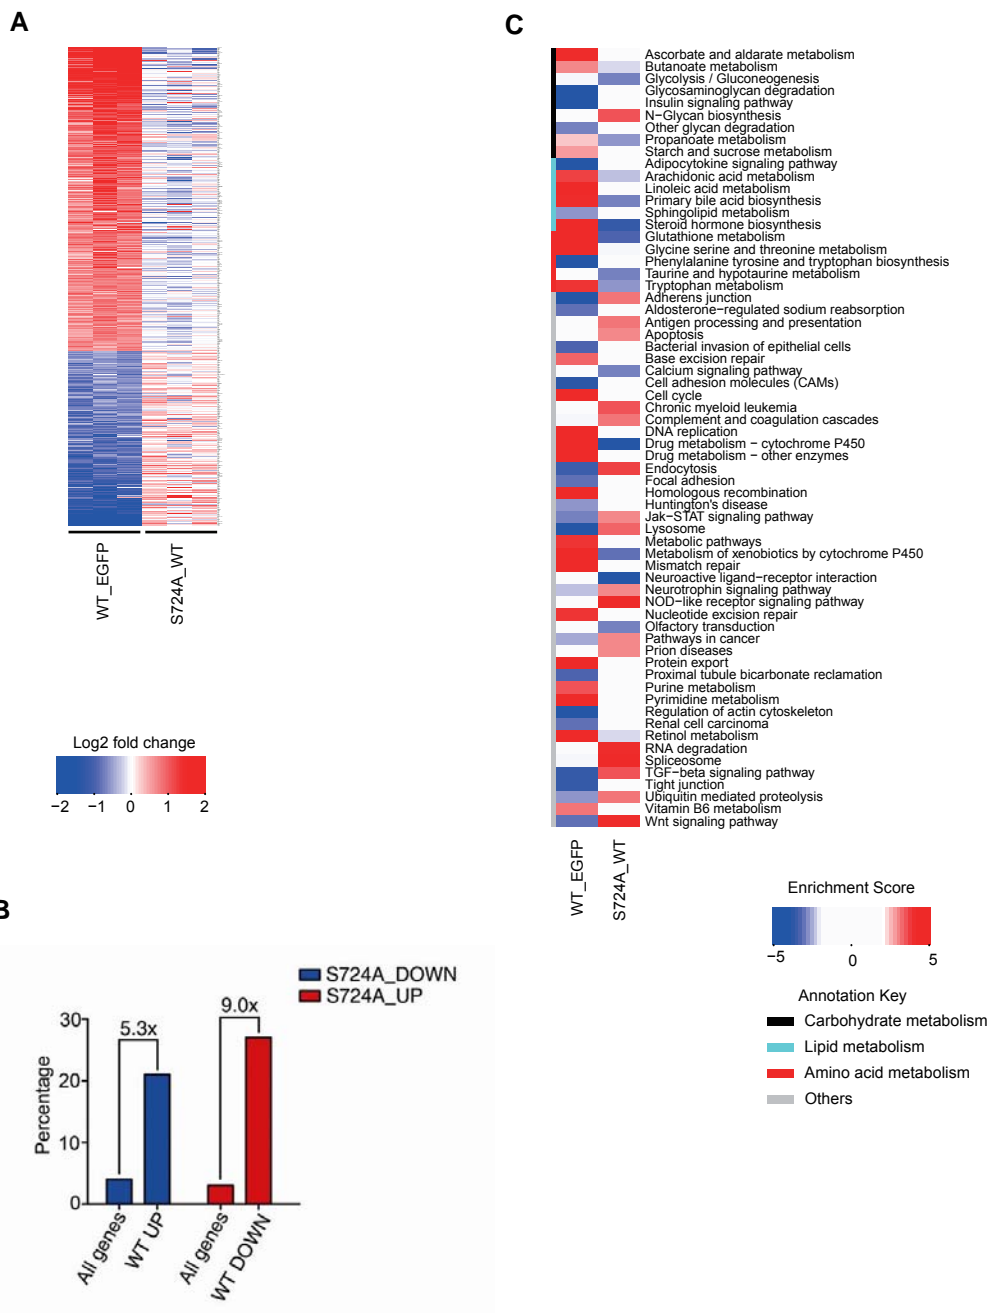 A
WT_EGFP
S724A_WT
Log2 fold change
−2 −1 0 1 2
B
S724A_DOWN
S724A_UP
5.3x
9.0x
Percentage
30
20
10
0
All genes
WT UP
All genes
WT DOWN
C
Ascorbate and aldarate metabolism
Butanoate metabolism
Glycolysis / Gluconeogenesis
Glycosaminoglycan degradation
Insulin signaling pathway
N−Glycan biosynthesis
Other glycan degradation
Propanoate metabolism
Starch and sucrose metabolism
Adipocytokine signaling pathway
Arachidonic acid metabolism
Linoleic acid metabolism
Primary bile acid biosynthesis
Sphingolipid metabolism
Steroid hormone biosynthesis
Glutathione metabolism
Glycine serine and threonine metabolism
Phenylalanine tyrosine and tryptophan biosynthesis
Taurine and hypotaurine metabolism
Tryptophan metabolism
Adherens junction
Aldosterone−regulated sodium reabsorption
Antigen processing and presentation
Apoptosis
Bacterial invasion of epithelial cells
Base excision repair
Calcium signaling pathway
Cell adhesion molecules (CAMs)
Cell cycle
Chronic myeloid leukemia
Complement and coagulation cascades
DNA replication
Drug metabolism − cytochrome P450
Drug metabolism − other enzymes
Endocytosis
Focal adhesion
Homologous recombination
Huntington's disease
Jak−STAT signaling pathway
Lysosome
Metabolic pathways
Metabolism of xenobiotics by cytochrome P450
Mismatch repair
Neuroactive ligand−receptor interaction
Neurotrophin signaling pathway
NOD−like receptor signaling pathway
Nucleotide excision repair
Olfactory transduction
Pathways in cancer
Prion diseases
Protein export
Proximal tubule bicarbonate reclamation
Purine metabolism
Pyrimidine metabolism
Regulation of actin cytoskeleton
Renal cell carcinoma
Retinol metabolism
RNA degradation
Spliceosome
TGF−beta signaling pathway
Tight junction
Ubiquitin mediated proteolysis
Vitamin B6 metabolism
Wnt signaling pathway
WT_EGFP
S724A_WT
Enrichment Score
−5 0 5
Annotation Key
Carbohydrate metabolism
Lipid metabolism
Amino acid metabolism
Others